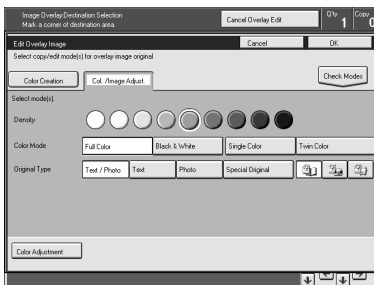 Image Overlay:Destination Selection
Mark a corner of destination area.
Cancel Overlay Edit
Q'ty
1
Copy
0
Edit Overlay Image
Cancel
OK
Select copy/edit mode(s) for overlay image original
Color Creation
Col. /Image Adjust.
Check Modes
Select mode(s).
Density
Color Mode
Full Color
Black & White
Single Color
Twin Color
Original Type
Text / Photo
Text
Photo
Special Original
Color Adjustment